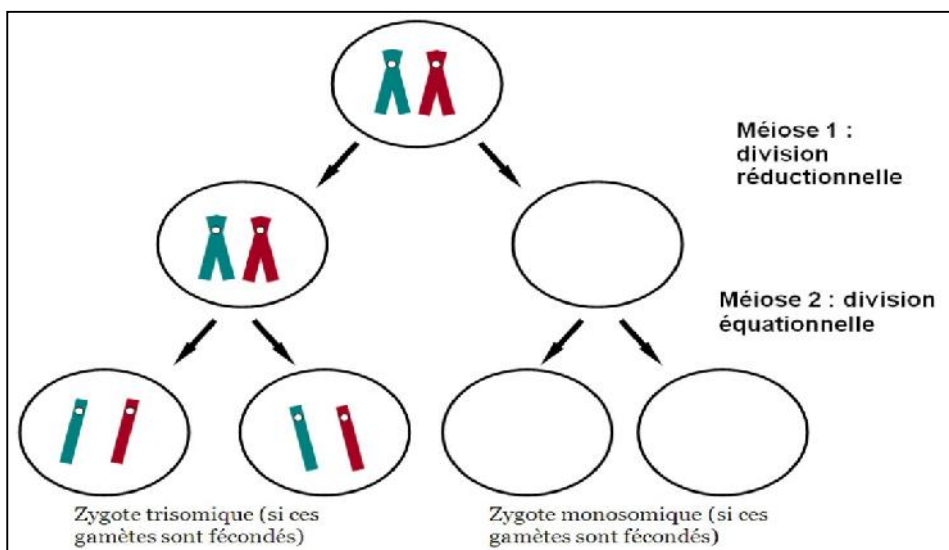 Méiose 1 :
division
réductionnelle
Méiose 2 : division
équationnelle
Zygote trisomique (si ces
gamètes sont fécondés)
Zygote monosomique (si ces
gamètes sont fécondés)